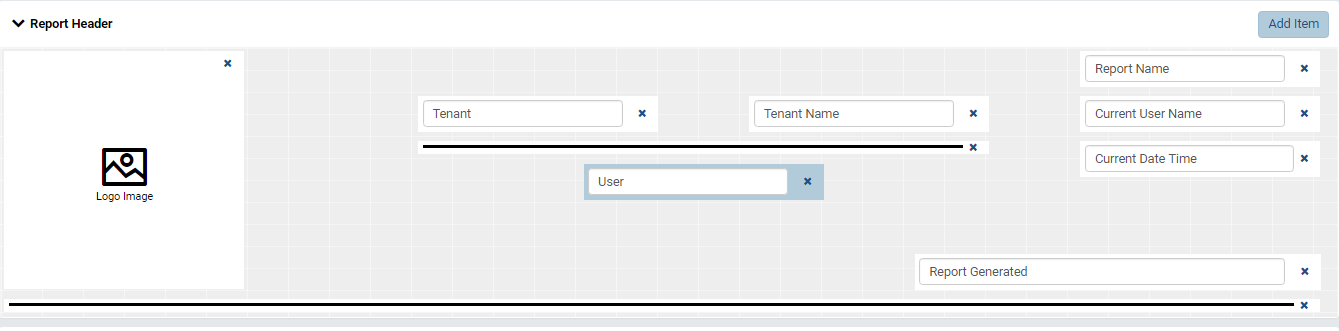 Report Header
Add Item
Report Name
Tenant
Tenant Name
Current User Name
Current Date Time
User
Logo Image
Report Generated